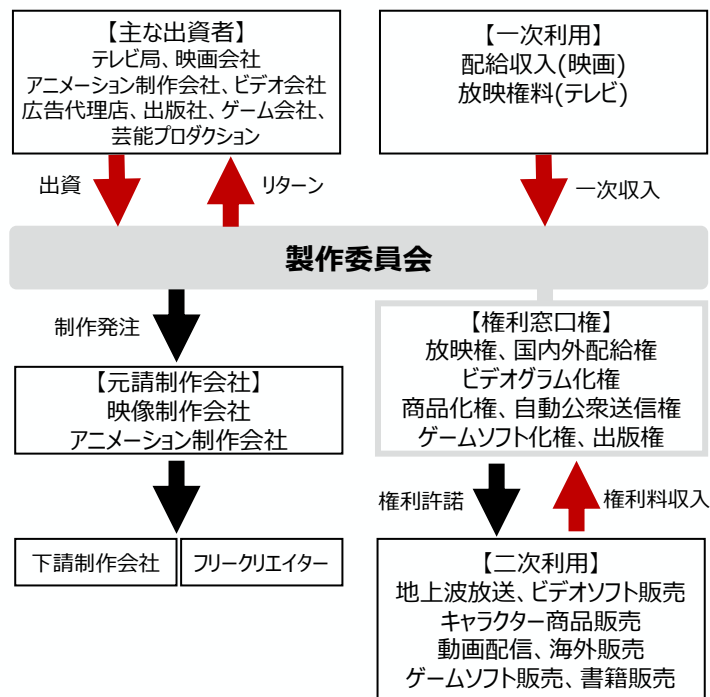 【主な出資者】
テレビ局、映画会社
アニメーション制作会社、ビデオ会社
広告代理店、出版社、ゲーム会社、
芸能プロダクション
【一次利用】
配給収入(映画)
放映権料(テレビ)
出資
リターン
一次収入
製作委員会
制作発注
【元請制作会社】
映像制作会社
アニメーション制作会社
下請制作会社
フリークリエイター
【権利窓口権】
放映権、国内外配給権
ビデオグラム化権
商品化権、自動公衆送信権
ゲームソフト化権、出版権
権利許諾
権利料収入
【二次利用】
地上波放送、ビデオソフト販売
キャラクター商品販売
動画配信、海外販売
ゲームソフト販売、書籍販売